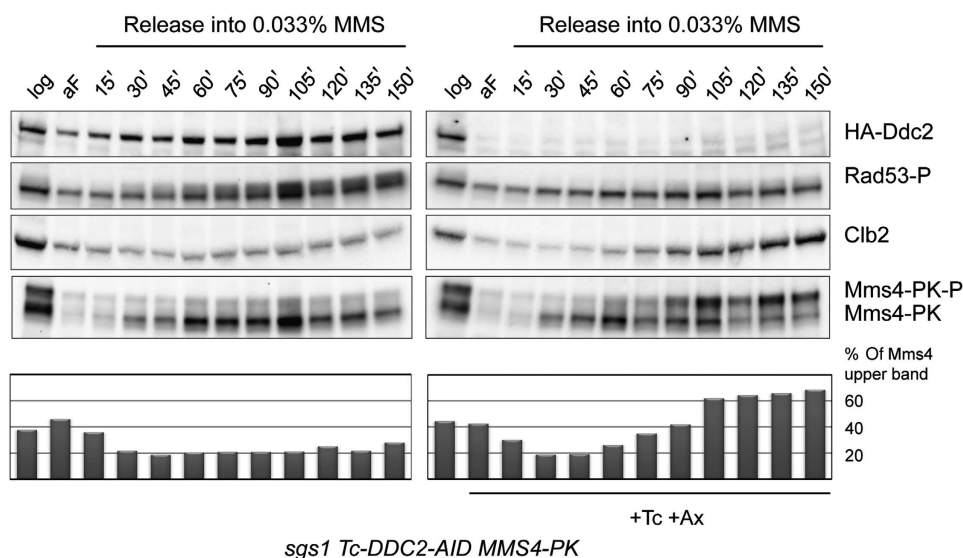 Release into 0.033% MMS Release into 0.033% MMS
log aF 15' 30' 45' 60' 75' 90' 105' 120' 135' 150' log aF 15' 30' 45' 60' 75' 90' 105' 120' 135' 150'
HA-Ddc2
Rad53-P
Clb2
Mms4-PK-P
Mms4-PK
% Of Mms4
upper band
60
40
20
+Tc +Ax
sgs1 Tc-DDC2-AID MMS4-PK